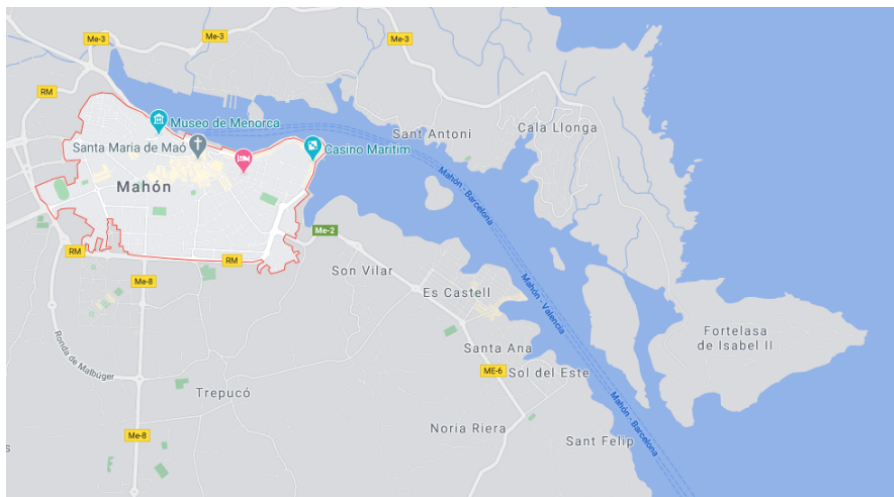 Me-3
Me-3
Me-3
RM
Museo de Menorca
Santa Maria de Maó
Casino Marítim
Sant Antoni
Cala Llonga
Mahón
Mahón - Barcelona
Me-2
RM
RM
Son Vilar
Me-8
Es Castell
Mahón - Valencia
Fortelasa
de Isabel II
Ronda de Malbúger
Santa Ana
ME-6
Sol del Este
Trepucó
Mahón - Barcelona
Noria Riera
Me-8
Sant Felip
s